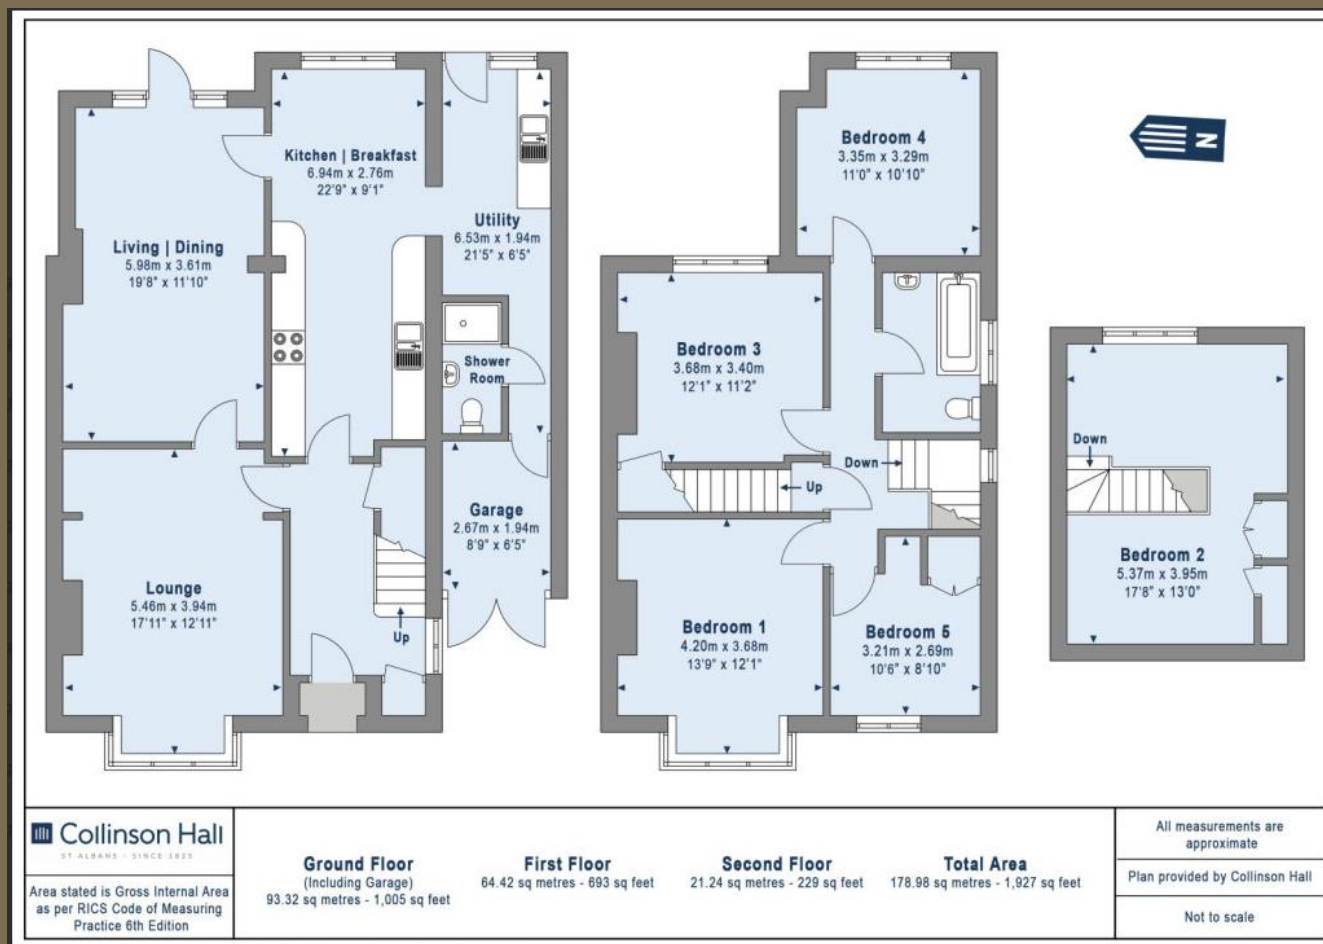 Kitchen | Breakfast
6.94m x 2.76m
22'9" x 9'1"
Living | Dining
5.98m x 3.61m
19'8" x 11'10"
Utility
6.53m x 1.94m
21'5" x 6'5"
Shower
Room
Garage
2.67m x 1.94m
8'9" x 6'5"
Lounge
5.46m x 3.94m
17'11" x 12'11"
Up
Bedroom 4
3.35m x 3.29m
11'0" x 10'10"
Bedroom 3
3.68m x 3.40m
12'1" x 11'2"
Down
Up
Bedroom 1
4.20m x 3.68m
13'9" x 12'1"
Bedroom 5
3.21m x 2.69m
10'6" x 8'10"
N
Down
Bedroom 2
5.37m x 3.95m
17'8" x 13'0"
Collinson Hall
ST ALBANS - SINCE 1825
Area stated is Gross Internal Area
as per RICS Code of Measuring
Practice 6th Edition
Ground Floor
(Including Garage)
93.32 sq metres - 1,005 sq feet
First Floor
64.42 sq metres - 693 sq feet
Second Floor
21.24 sq metres - 229 sq feet
Total Area
178.98 sq metres - 1,927 sq feet
All measurements are
approximate
Plan provided by Collinson Hall
Not to scale